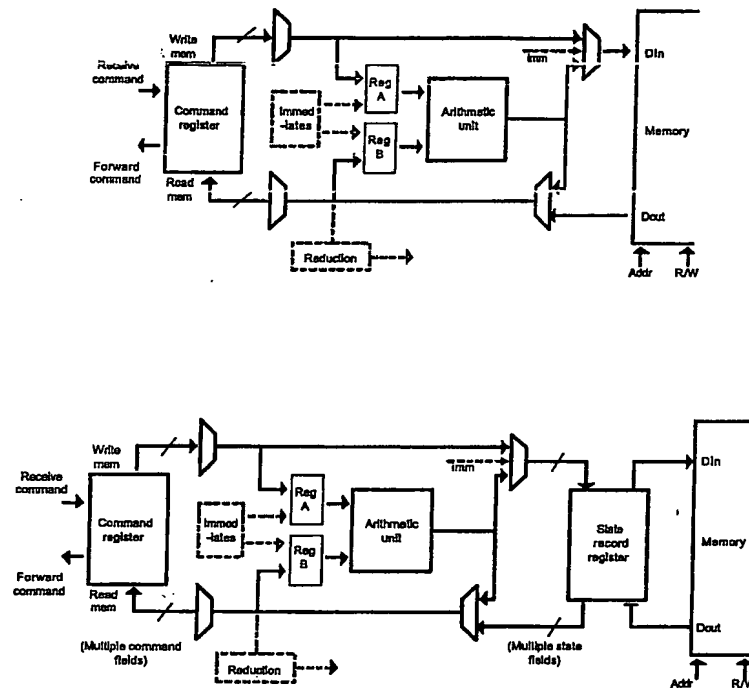 Write
mem
Receive
command
Command
register
Forward
command
Read
mem
Immed
-iates
Reg
A
Reg
B
Arithmetic
unit
Imm
Din
Memory
Dout
Reduction
Addr
R/W
Write
mem
Receive
command
Command
register
Forward
command
Read
mem
(Multiple command
fields)
Immed
-iates
Reg
A
Reg
B
Arithmetic
unit
Imm
State
record
register
(Multiple state
fields)
Din
Memory
Dout
Reduction
Addr